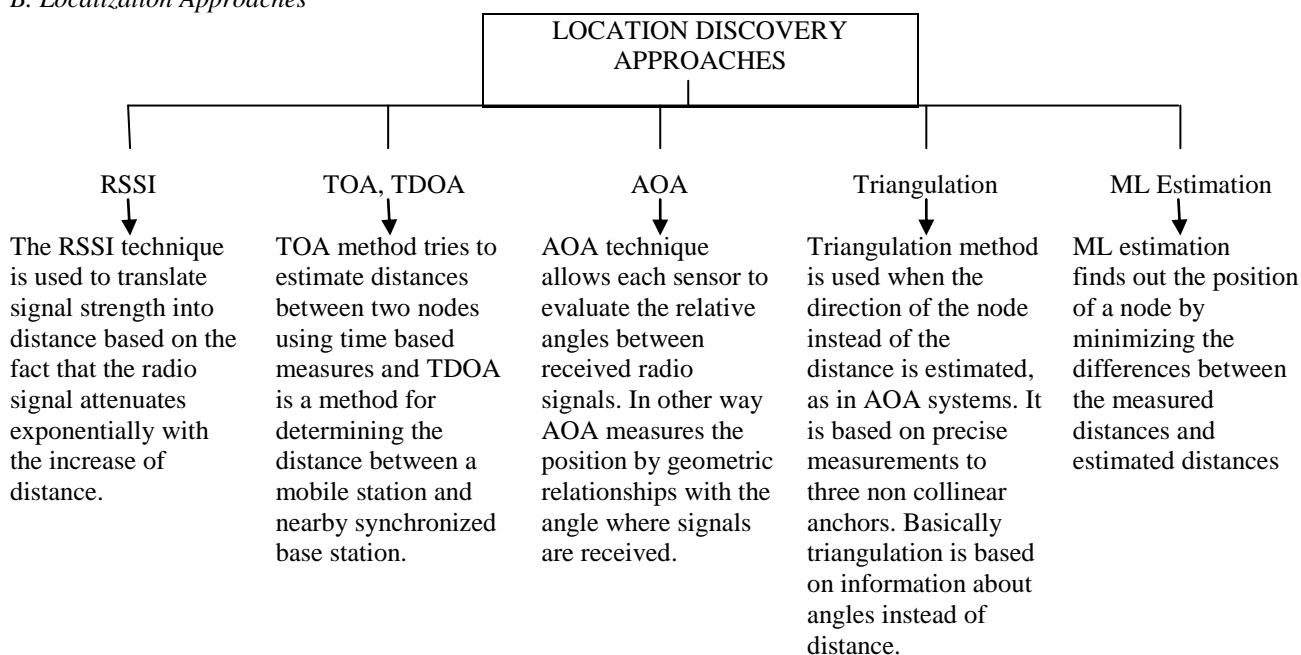 B. Localization Approaches
LOCATION DISCOVERY
APPROACHES
RSSI
TOA, TDOA
AOA
Triangulation
ML Estimation
The RSSI technique
is used to translate
signal strength into
distance based on the
fact that the radio
signal attenuates
exponentially with
the increase of
distance.
TOA method tries to
estimate distances
between two nodes
using time based
measures and TDOA
is a method for
determining the
distance between a
mobile station and
nearby synchronized
base station.
AOA technique
allows each sensor to
evaluate the relative
angles between
received radio
signals. In other way
AOA measures the
position by geometric
relationships with the
angle where signals
are received.
Triangulation method
is used when the
direction of the node
instead of the
distance is estimated,
as in AOA systems. It
is based on precise
measurements to
three non collinear
anchors. Basically
triangulation is based
on information about
angles instead of
distance.
ML estimation
finds out the position
of a node by
minimizing the
differences between
the measured
distances and
estimated distances